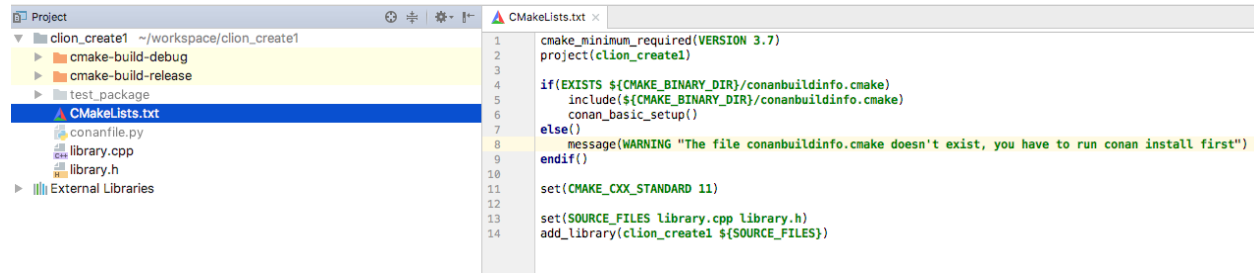 Project
clion_create1 ~/workspace/clion_create1
cmake-build-debug
cmake-build-release
test_package
CMakeLists.txt
conanfile.py
library.cpp
library.h
External Libraries
CMakeLists.txt
1 cmake_minimum_required(VERSION 3.7)
2 project(clion_create1)
3
4 if(EXISTS ${CMAKE_BINARY_DIR}/conanbuildinfo.cmake)
5     include(${CMAKE_BINARY_DIR}/conanbuildinfo.cmake)
6     conan_basic_setup()
7 else()
8     message(WARNING "The file conanbuildinfo.cmake doesn't exist, you have to run conan install first")
9 endif()
10
11 set(CMAKE_CXX_STANDARD 11)
12
13 set(SOURCE_FILES library.cpp library.h)
14 add_library(clion_create1 ${SOURCE_FILES})